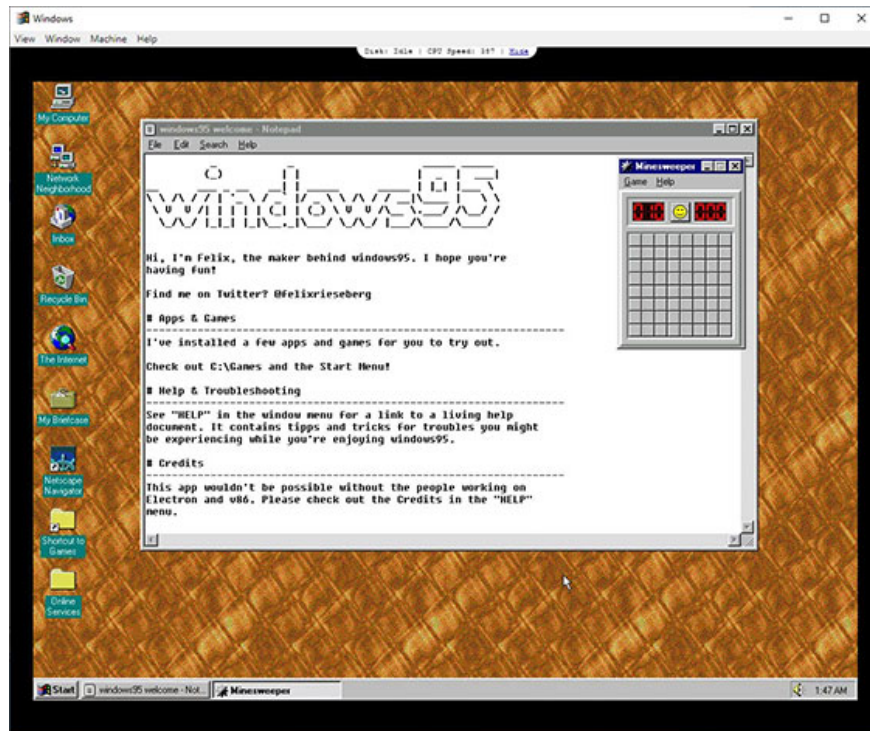 Windows
View Window Machine Help
Disk: Idle | CPU Speed: 167 | Hide
My Computer
Network
Neighborhood
Inbox
Recycle Bin
The Internet
My Briefcase
Netscape
Navigator
Shortcut to
Games
Online
Services
windows95 welcome - Notepad
File Edit Search Help
windows95
Hi, I'm Felix, the maker behind windows95. I hope you're
having fun!
Find me on Twitter? @felixrieseberg
# Apps & Games
I've installed a few apps and games for you to try out.
Check out C:\Games and the Start Menu!
# Help & Troubleshooting
See "HELP" in the window menu for a link to a living help
document. It contains tipps and tricks for troubles you might
be experiencing while you're enjoying windows95.
# Credits
This app wouldn't be possible without the people working on
Electron and v86. Please check out the Credits in the "HELP"
menu.
Minesweeper
Game Help
010 000
Start windows95 welcome - Not... Minesweeper 1:47 AM